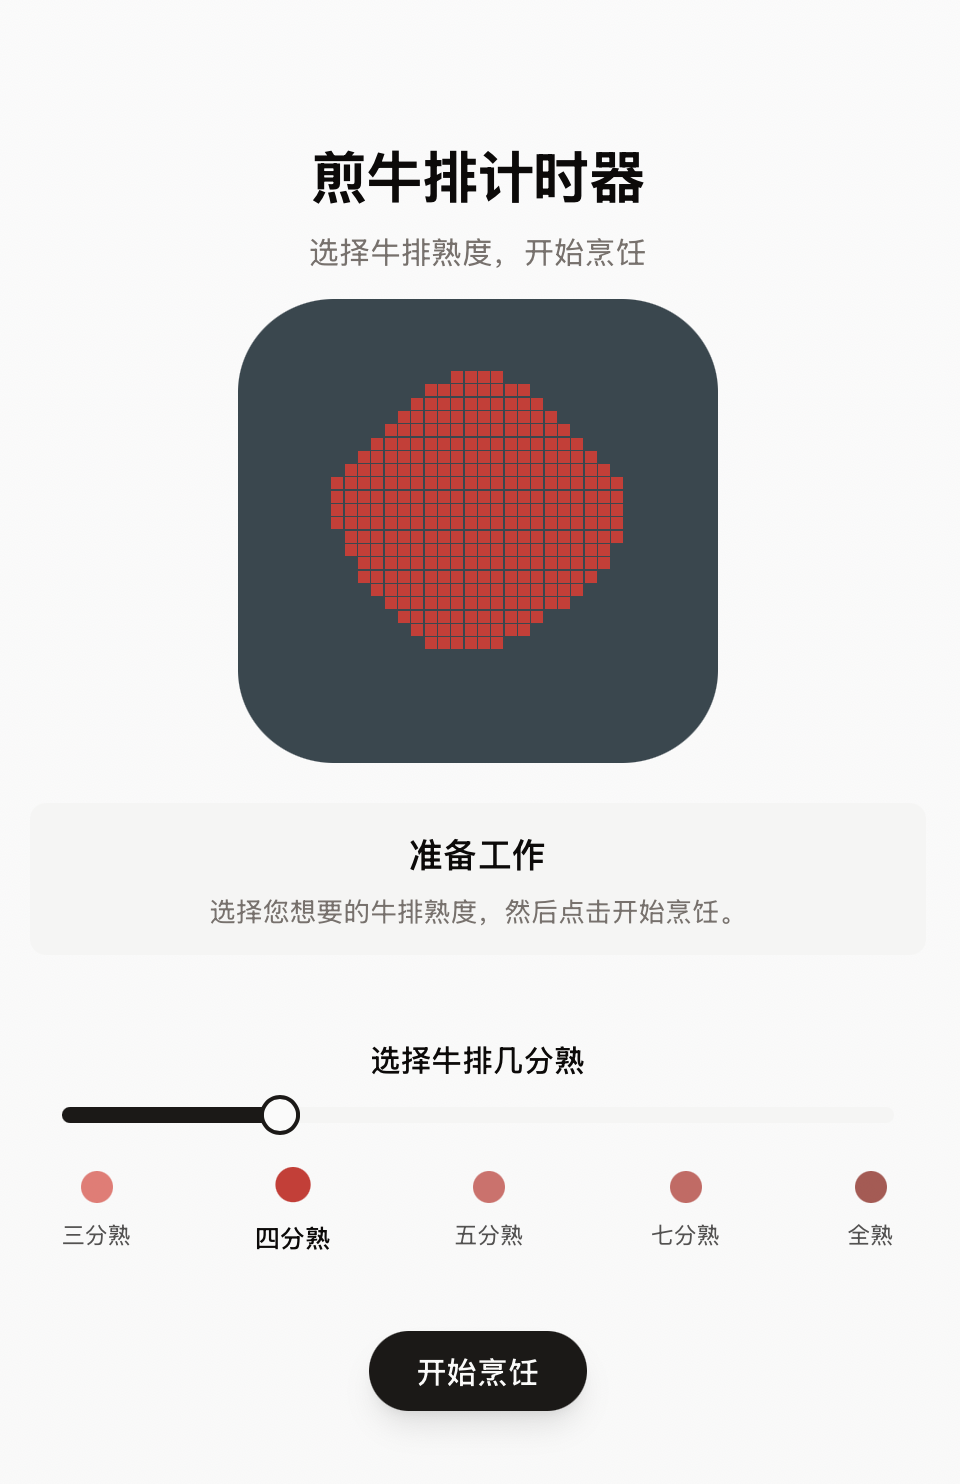 煎牛排计时器
选择牛排熟度，开始烹饪
准备工作
选择您想要的牛排熟度，然后点击开始烹饪。
选择牛排几分熟
三分熟 四分熟 五分熟 七分熟 全熟
开始烹饪